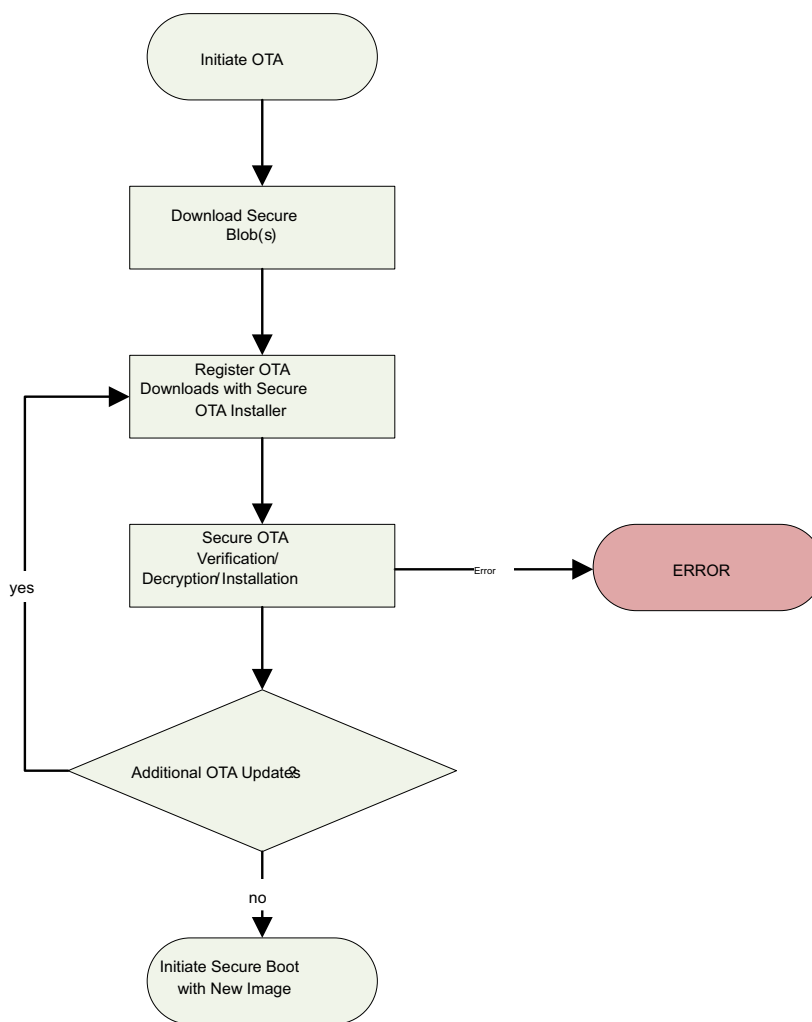 Initiate OTA
Download Secure
Blob(s)
Register OTA
Downloads with Secure
OTA Installer
Secure OTA
Verification/
Decryption/Installation
Error
ERROR
yes
Additional OTA Updates?
no
Initiate Secure Boot
with New Image